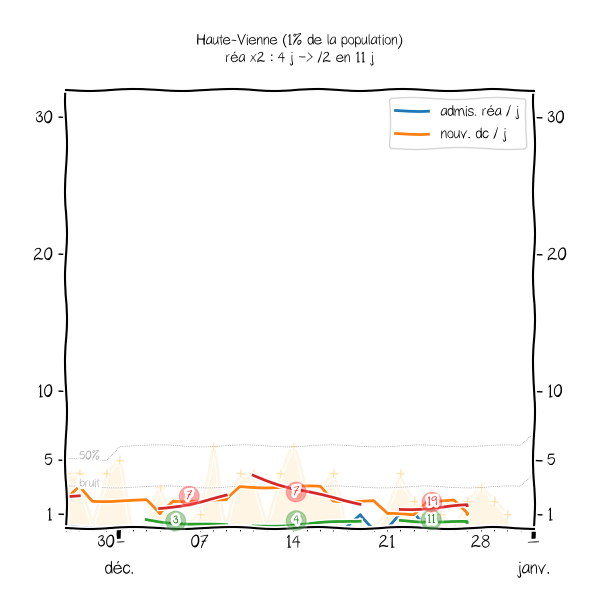 Haute-Vienne (1% de la population)
réa x2 : 4 j -> /2 en 11 j
admis. réa / j
nouv. dc / j
30 30
20 20
10 10
5 5
1 1
50%
bruit
7 7 19
3 4 11
30 07 14 21 28
déc. janv.